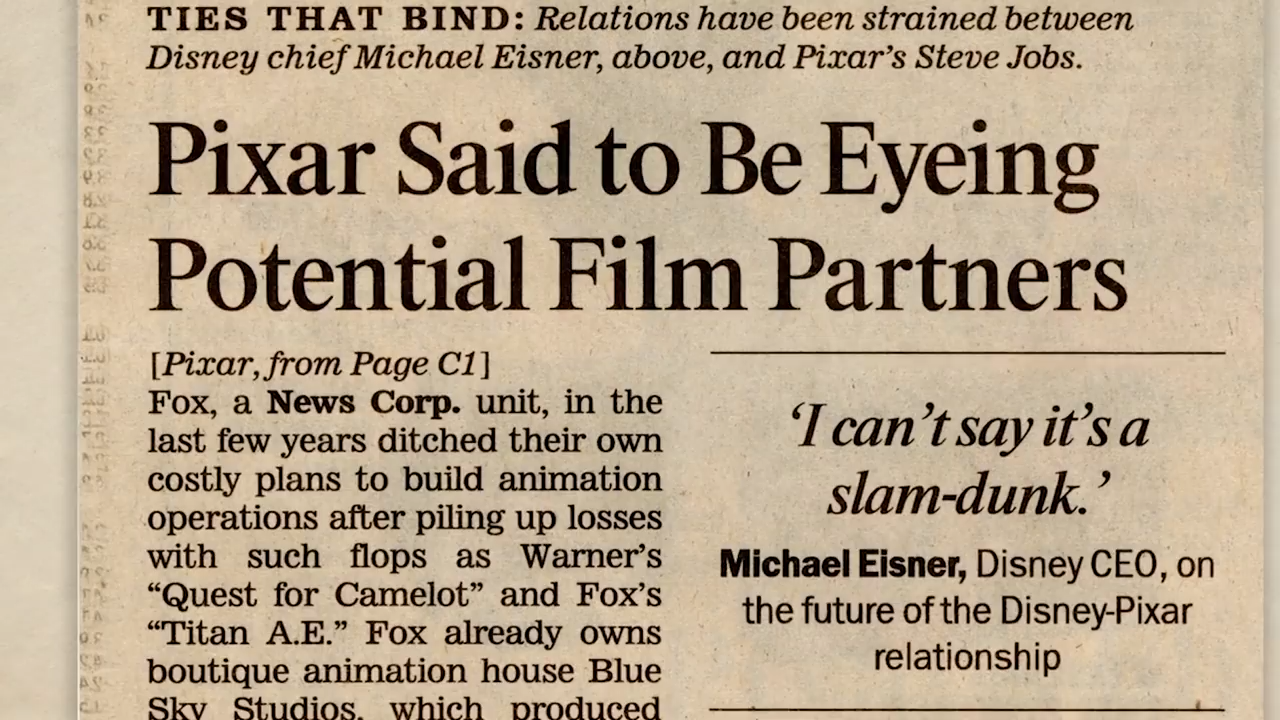 TIES THAT BIND: Relations have been strained between
Disney chief Michael Eisner, above, and Pixar's Steve Jobs.
Pixar Said to Be Eyeing
Potential Film Partners
[Pixar, from Page C1]
Fox, a News Corp. unit, in the
last few years ditched their own
costly plans to build animation
operations after piling up losses
with such flops as Warner's
“Quest for Camelot” and Fox's
“Titan A.E.” Fox already owns
boutique animation house Blue
Sky Studios, which produced
‘I can’t say it’s a
slam-dunk.’
Michael Eisner, Disney CEO, on
the future of the Disney-Pixar
relationship